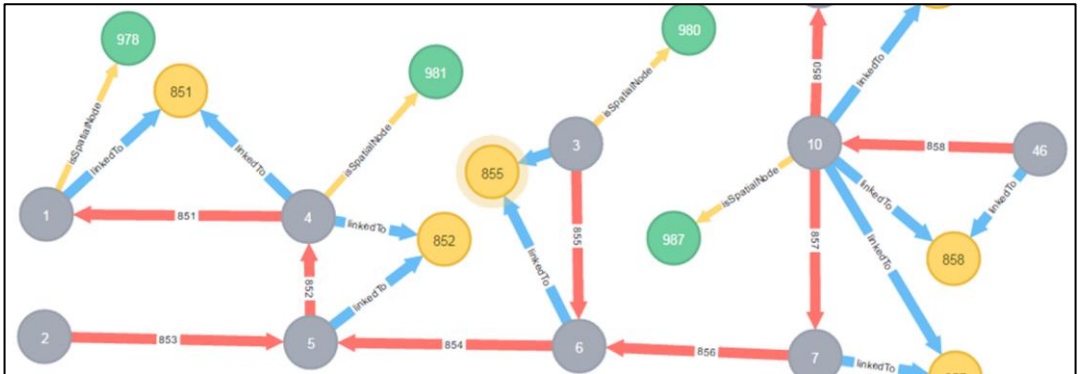 978
980
851
981
isSpatialNode
linkedTo
linkedTo
isSpatialNode
isSpatialNode
850
linkedTo
855
3
10
858
46
1
851
4
linkedTo
852
855
linkedTo
isSpatialNode
987
linkedTo
linkedTo
linkedTo
858
857
852
linkedTo
2
853
5
854
6
856
7
linkedTo